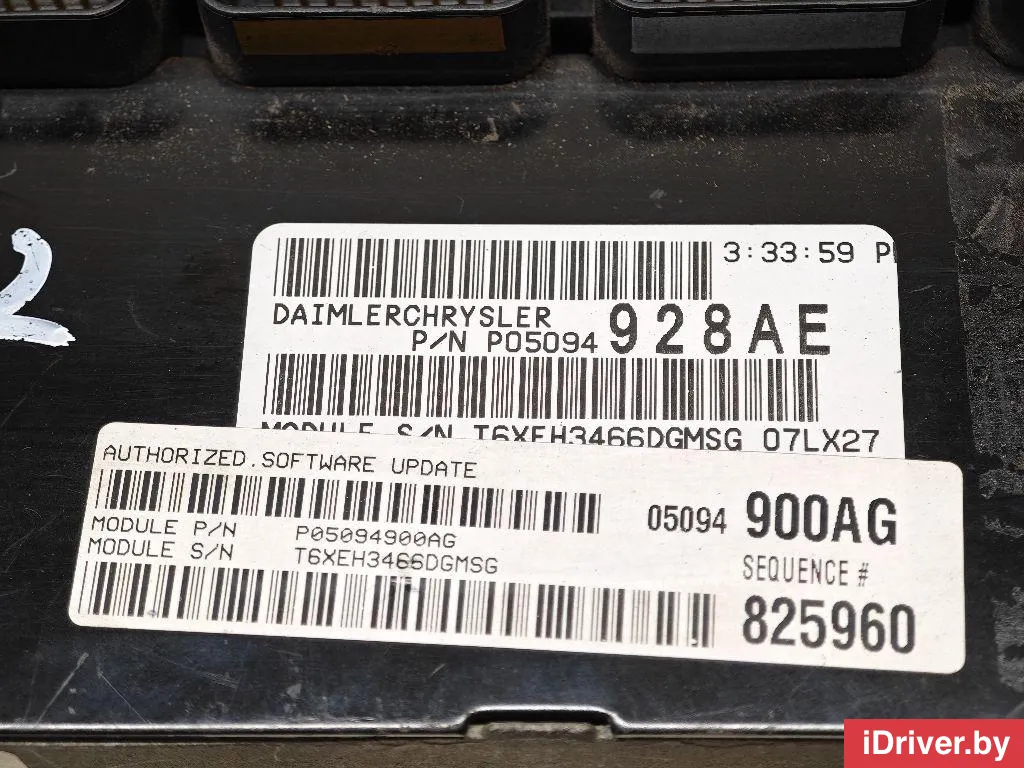 3:33:59 P
DAIMLERCHRYSLER
P/N P05094 928AE
MODULE S/N T6XEH3466DGMSG 07LX27
AUTHORIZED.SOFTWARE UPDATE
05094 900AG
MODULE P/N P05094900AG
MODULE S/N T6XEH3466DGMSG
SEQUENCE #
825960
2
iDriver.by